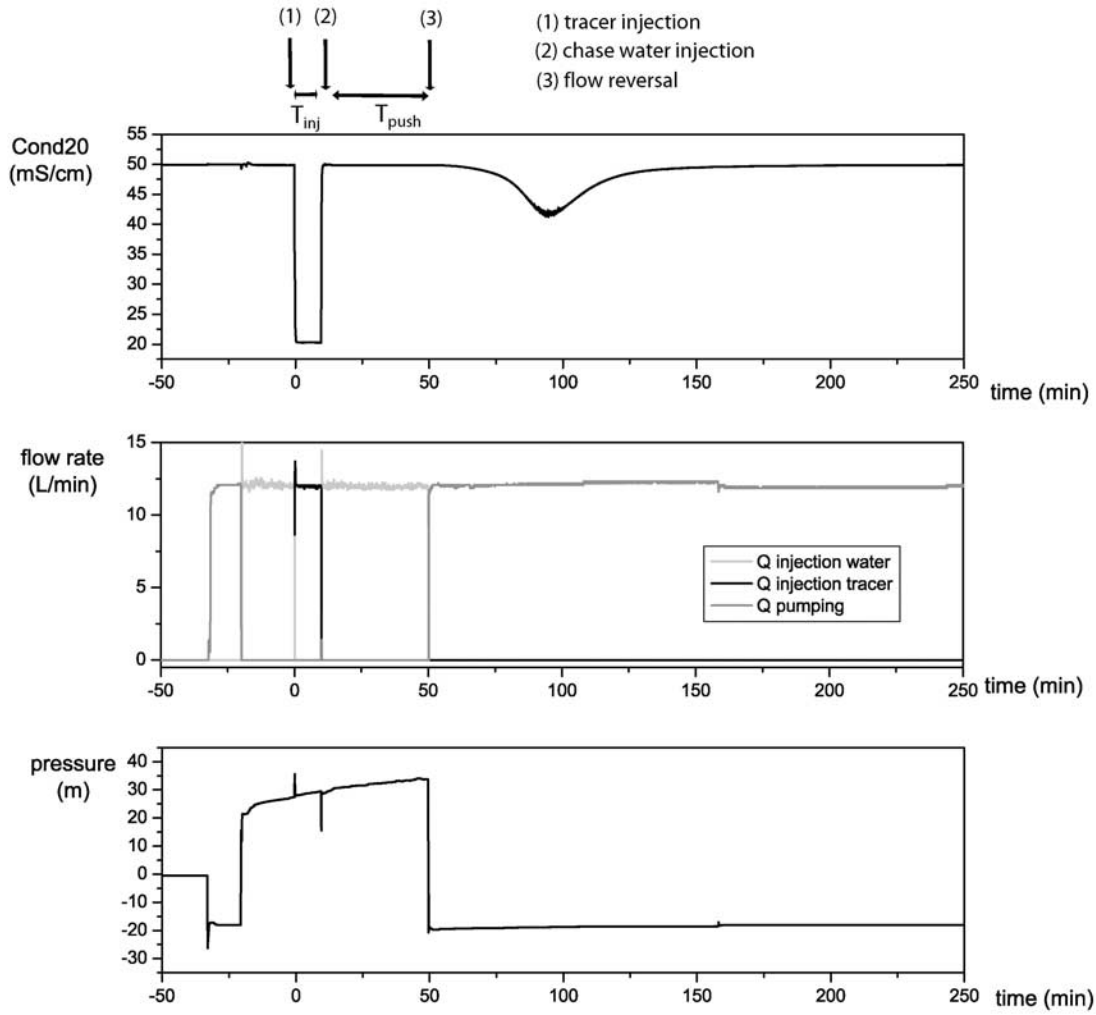 (1) (2) (3)
(1) tracer injection
(2) chase water injection
(3) flow reversal
Tinj Tpush
Cond20
(mS/cm)
55
50
45
40
35
30
25
20
-50 0 50 100 150 200 250
time (min)
flow rate
(L/min)
15
10
5
0
Q injection water
Q injection tracer
Q pumping
-50 0 50 100 150 200 250
time (min)
pressure
(m)
40
30
20
10
0
-10
-20
-30
-50 0 50 100 150 200 250
time (min)